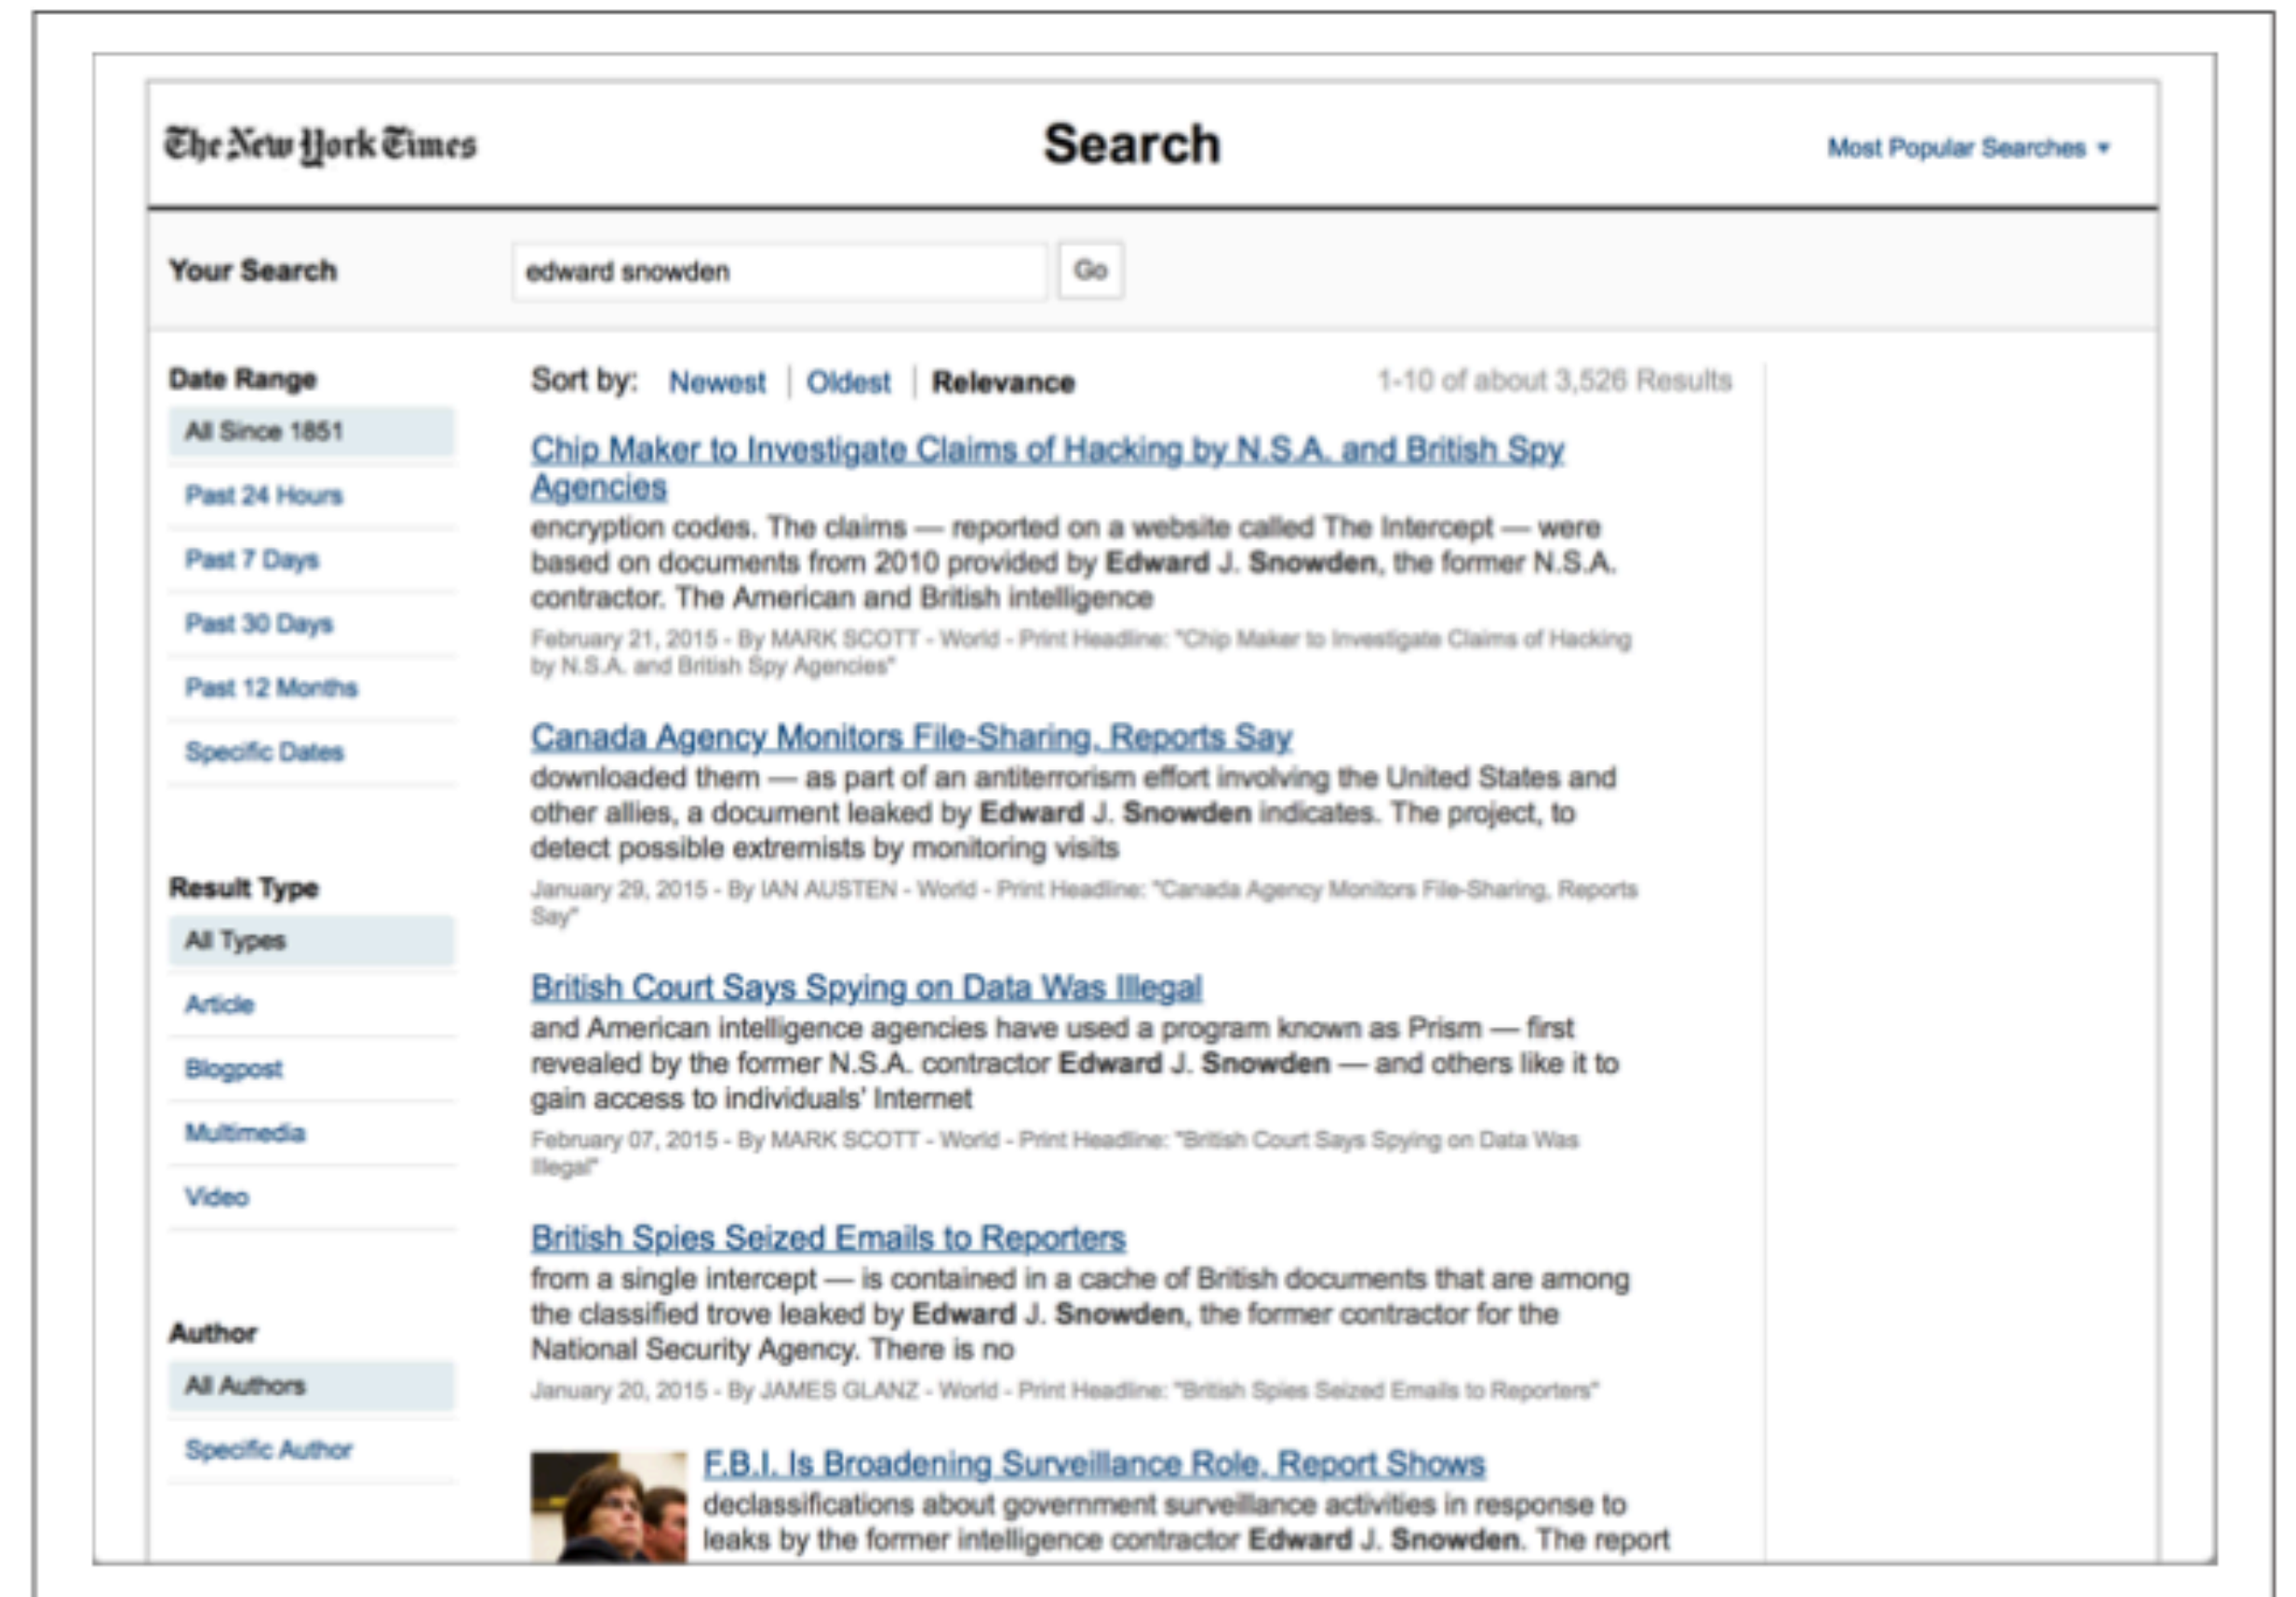 The New York Times
Search
Most Popular Searches
Your Search
edward snowden
Go
Date Range
All Since 1851
Past 24 Hours
Past 7 Days
Past 30 Days
Past 12 Months
Specific Dates
Result Type
All Types
Article
Blogpost
Multimedia
Video
Author
All Authors
Specific Author
Sort by: Newest | Oldest | Relevance
1-10 of about 3,526 Results
Chip Maker to Investigate Claims of Hacking by N.S.A. and British Spy
Agencies
encryption codes. The claims — reported on a website called The Intercept — were
based on documents from 2010 provided by Edward J. Snowden, the former N.S.A.
contractor. The American and British intelligence
February 21, 2015 - By MARK SCOTT - World - Print Headline: "Chip Maker to Investigate Claims of Hacking
by N.S.A. and British Spy Agencies"
Canada Agency Monitors File-Sharing, Reports Say
downloaded them — as part of an antiterrorism effort involving the United States and
other allies, a document leaked by Edward J. Snowden indicates. The project, to
detect possible extremists by monitoring visits
January 29, 2015 - By IAN AUSTEN - World - Print Headline: "Canada Agency Monitors File-Sharing, Reports
Say"
British Court Says Spying on Data Was Illegal
and American intelligence agencies have used a program known as Prism — first
revealed by the former N.S.A. contractor Edward J. Snowden — and others like it to
gain access to individuals' Internet
February 07, 2015 - By MARK SCOTT - World - Print Headline: "British Court Says Spying on Data Was
Illegal"
British Spies Seized Emails to Reporters
from a single intercept — is contained in a cache of British documents that are among
the classified trove leaked by Edward J. Snowden, the former contractor for the
National Security Agency. There is no
January 20, 2015 - By JAMES GLANZ - World - Print Headline: "British Spies Seized Emails to Reporters"
F.B.I. Is Broadening Surveillance Role, Report Shows
declassifications about government surveillance activities in response to
leaks by the former intelligence contractor Edward J. Snowden. The report